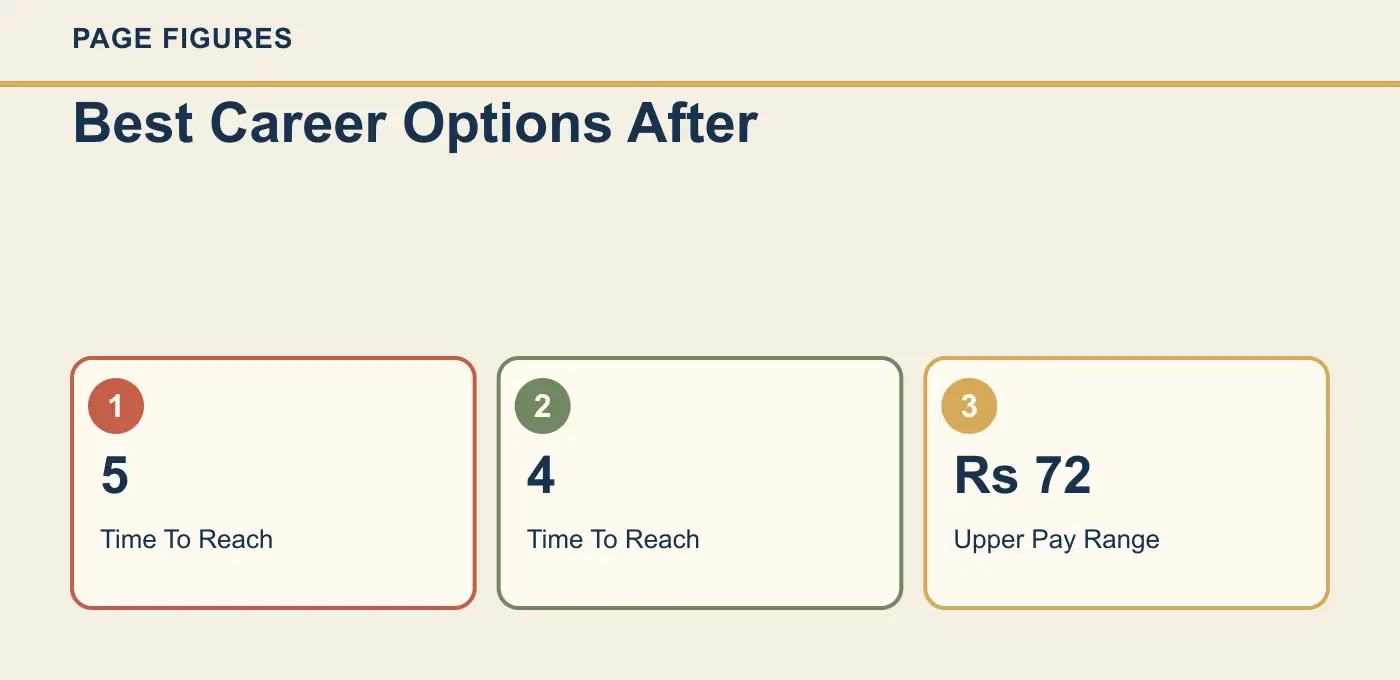 PAGE FIGURES
Best Career Options After
1
5
Time To Reach
2
4
Time To Reach
3
Rs 72
Upper Pay Range